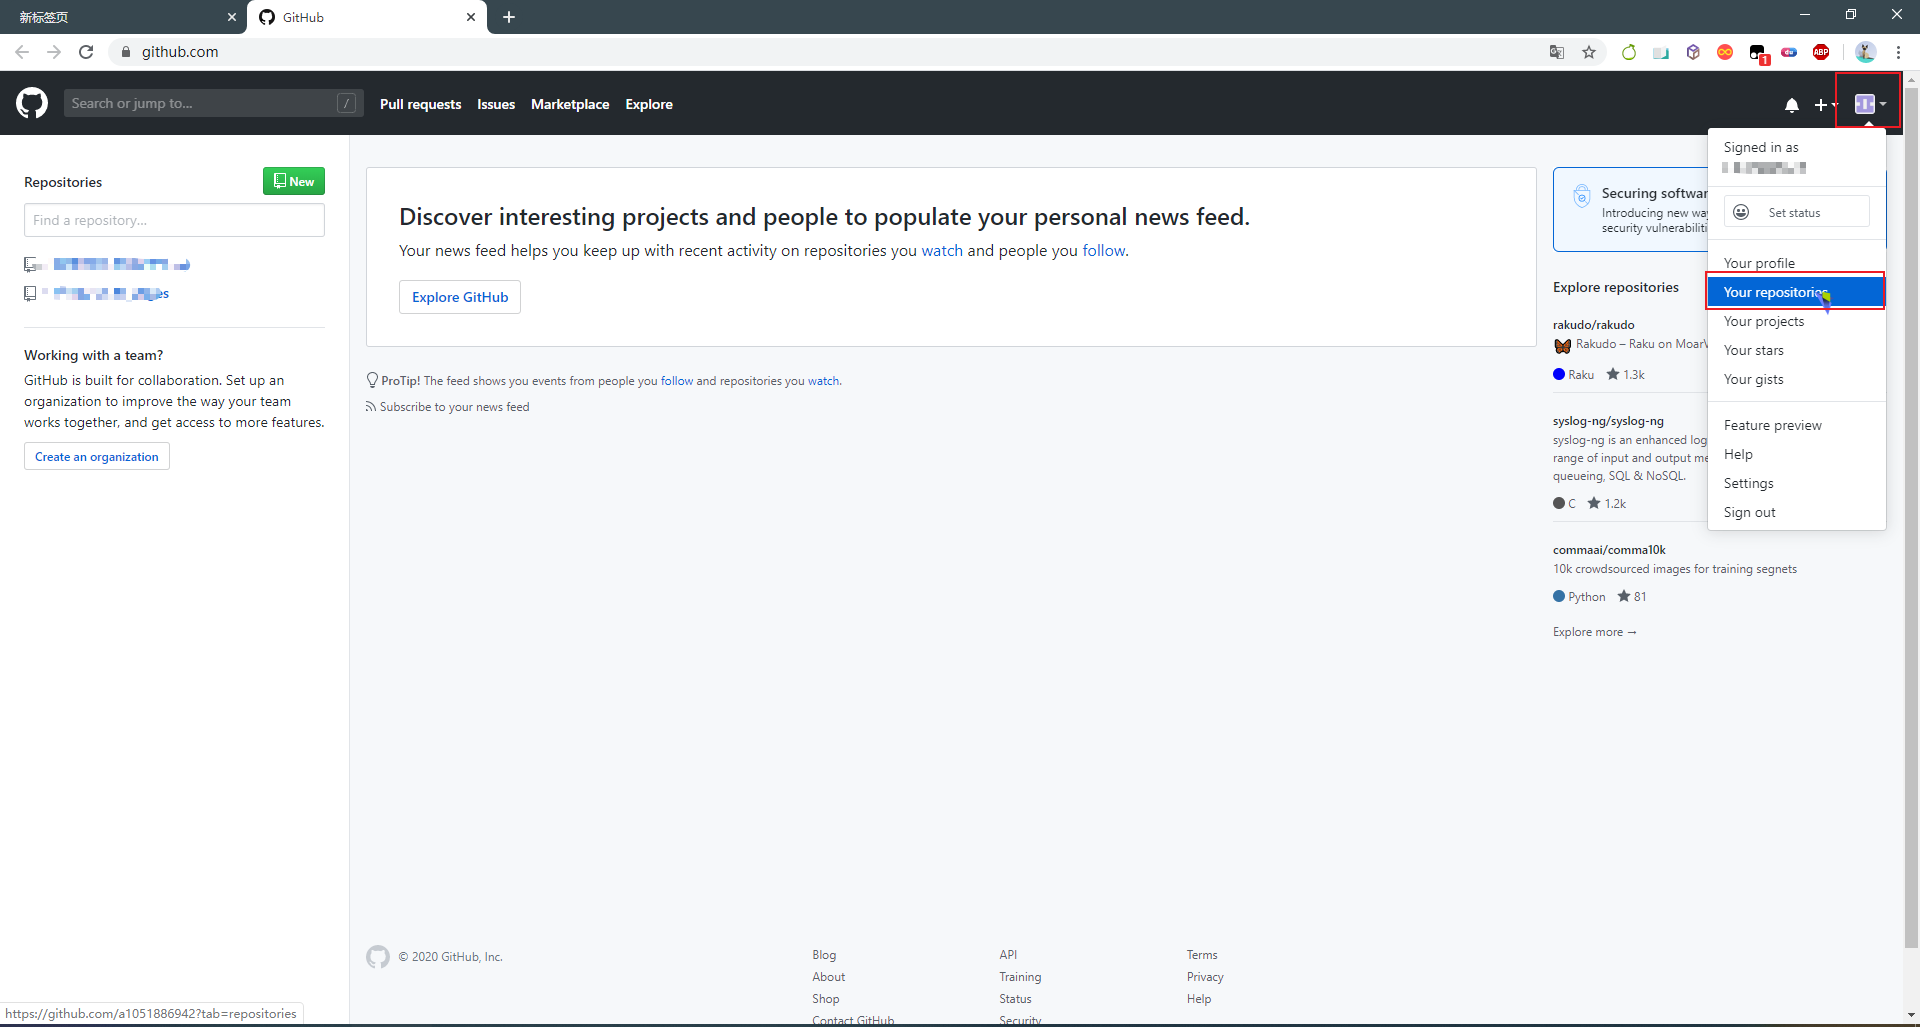 新标签页
GitHub
github.com
1
du
ABP
Search or jump to...
/
Pull requests
Issues
Marketplace
Explore
Repositories
New
Find a repository...
es
Working with a team?
GitHub is built for collaboration. Set up an
organization to improve the way your team
works together, and get access to more features.
Create an organization
Discover interesting projects and people to populate your personal news feed.
Your news feed helps you keep up with recent activity on repositories you watch and people you follow.
Explore GitHub
ProTip! The feed shows you events from people you follow and repositories you watch.
Subscribe to your news feed
Securing softwar
Introducing new way
security vulnerabiliti
Explore repositories
rakudo/rakudo
Rakudo – Raku on MoarV
Raku
1.3k
syslog-ng/syslog-ng
syslog-ng is an enhanced log
range of input and output me
queueing, SQL & NoSQL.
C
1.2k
commaai/comma10k
10k crowdsourced images for training segnets
Python
81
Explore more →
Signed in as
Set status
Your profile
Your repositories
Your projects
Your stars
Your gists
Feature preview
Help
Settings
Sign out
© 2020 GitHub, Inc.
Blog
About
Shop
Contact GitHub
API
Training
Status
Security
Terms
Privacy
Help
https://github.com/a1051886942?tab=repositories